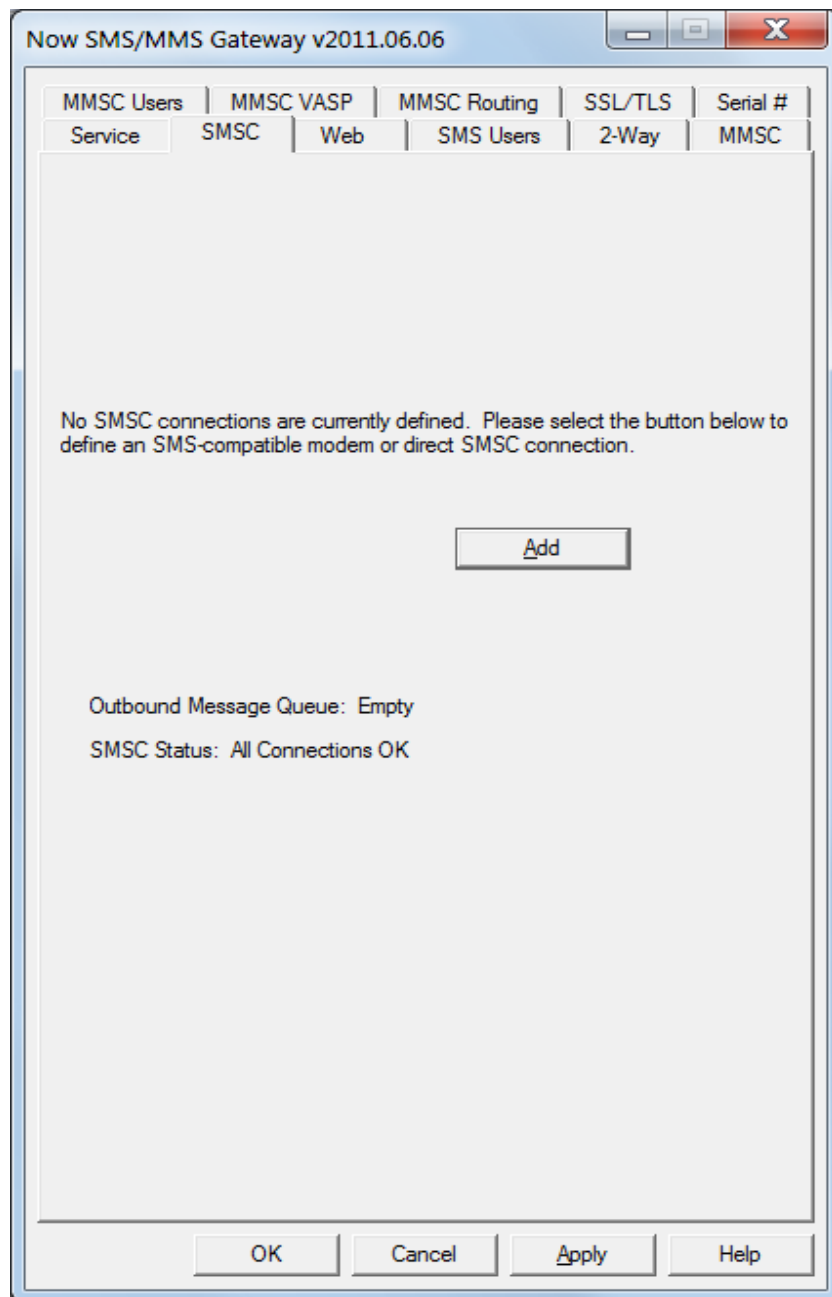 Now SMS/MMS Gateway v2011.06.06
MMSC Users MMSC VASP MMSC Routing SSL/TLS Serial #
Service SMSC Web SMS Users 2-Way MMSC
No SMSC connections are currently defined. Please select the button below to
define an SMS-compatible modem or direct SMSC connection.
Add
Outbound Message Queue: Empty
SMSC Status: All Connections OK
OK Cancel Apply Help